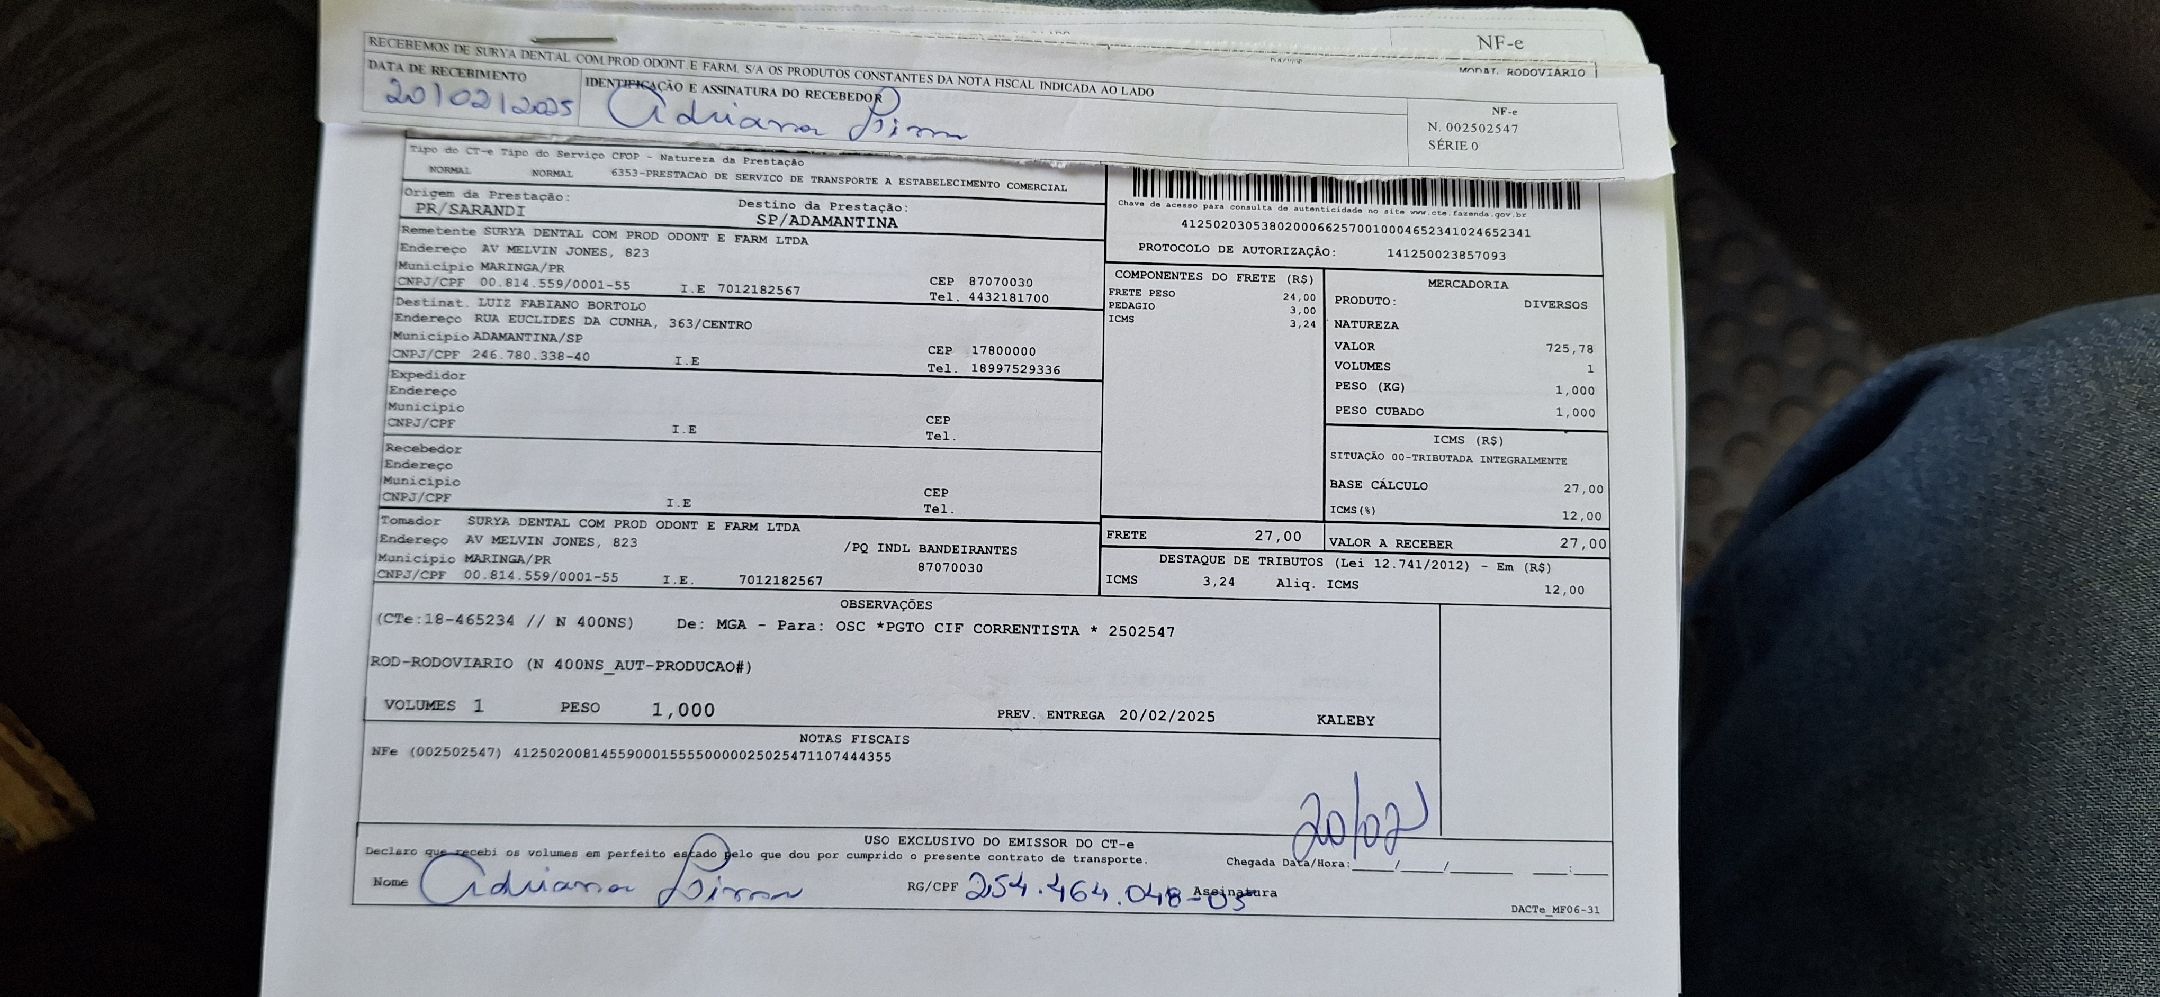 NF-e
MODAL RODOVIÁRIO
RECEBEMOS DE SURYA DENTAL COM.PROD ODONT E FARM. S/A OS PRODUTOS CONSTANTES DA NOTA FISCAL INDICADA AO LADO
DATA DE RECEBIMENTO
20/02/2025
IDENTIFICAÇÃO E ASSINATURA DO RECEBEDOR
Adriana
NF-e
N. 002502547
SÉRIE 0
Tipo do CT-e Tipo do Serviço CFOP - Natureza da Prestação
NORMAL NORMAL 6353-PRESTACAO DE SERVICO DE TRANSPORTE A ESTABELECIMENTO COMERCIAL
Origem da Prestação:
PR/SARANDI
Destino da Prestação:
SP/ADAMANTINA
Chave de acesso para consulta de autenticidade no site www.cte.fazenda.gov.br
41250203053802000662570010004652341024652341
PROTOCOLO DE AUTORIZAÇÃO: 141250023857093
Remetente SURYA DENTAL COM PROD ODONT E FARM LTDA
Endereço AV MELVIN JONES, 823
Município MARINGA/PR
CEP 87070030
CNPJ/CPF 00.814.559/0001-55 I.E 7012182567
Tel. 4432181700
Destinat. LUIZ FABIANO BORTOLO
Endereço RUA EUCLIDES DA CUNHA, 363/CENTRO
Município ADAMANTINA/SP
CEP 17800000
CNPJ/CPF 246.780.338-40 I.E
Tel. 18997529336
Expedidor
Endereço
Município
CEP
CNPJ/CPF I.E
Tel.
Recebedor
Endereço
Município
CEP
CNPJ/CPF I.E
Tel.
Tomador SURYA DENTAL COM PROD ODONT E FARM LTDA
Endereço AV MELVIN JONES, 823 /PQ INDL BANDEIRANTES
Município MARINGA/PR 87070030
CNPJ/CPF 00.814.559/0001-55 I.E. 7012182567
COMPONENTES DO FRETE (R$)
FRETE PESO 24,00
PEDAGIO 3,00
ICMS 3,24
FRETE 27,00
MERCADORIA
PRODUTO: DIVERSOS
NATUREZA
VALOR 725,78
VOLUMES 1
PESO (KG) 1,000
PESO CUBADO 1,000
ICMS (R$)
SITUAÇÃO 00-TRIBUTADA INTEGRALMENTE
BASE CÁLCULO 27,00
ICMS(%) 12,00
VALOR A RECEBER 27,00
DESTAQUE DE TRIBUTOS (Lei 12.741/2012) - Em (R$)
ICMS 3,24 Aliq. ICMS 12,00
OBSERVAÇÕES
(CTe:18-465234 // N 400NS) De: MGA - Para: OSC *PGTO CIF CORRENTISTA * 2502547
ROD-RODOVIARIO (N 400NS_AUT-PRODUCAO#)
VOLUMES 1 PESO 1,000 PREV. ENTREGA 20/02/2025 KALEBY
NOTAS FISCAIS
NFe (002502547) 41250200814559000155550000025025471107444355
20/02
USO EXCLUSIVO DO EMISSOR DO CT-e
Declaro que recebi os volumes em perfeito estado pelo que dou por cumprido o presente contrato de transporte.
Chegada Data/Hora:___/___/______ ___:___
Nome Adriana
RG/CPF 254.464.048-05 Assinatura
DACTe_MF06-31